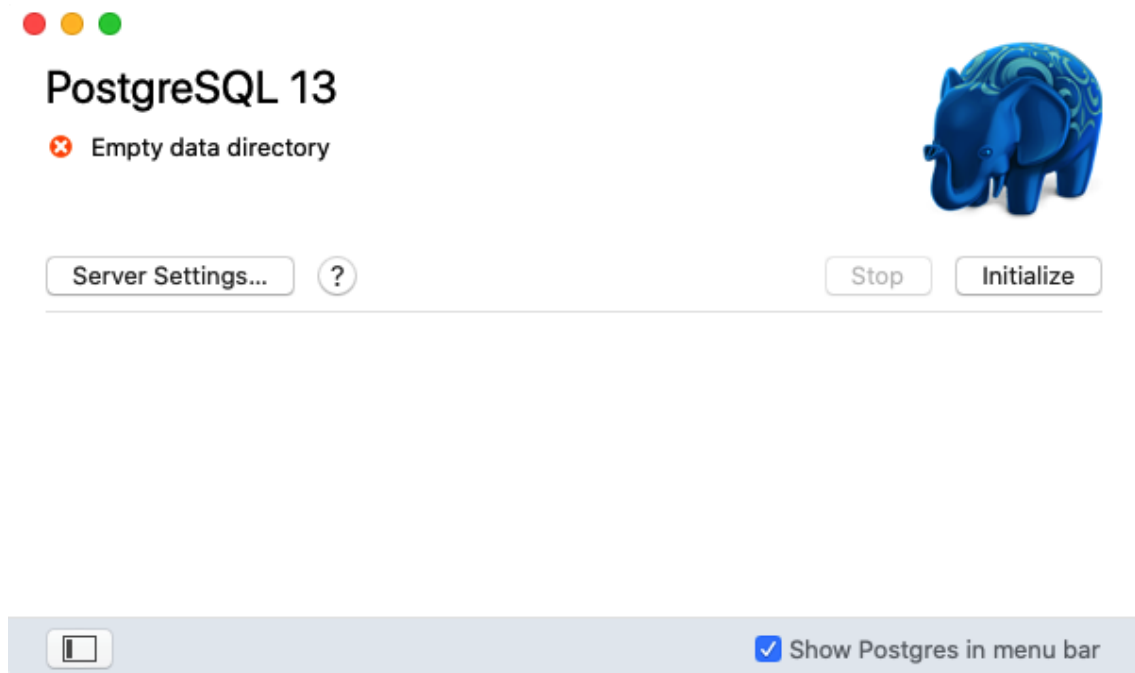 PostgreSQL 13
Empty data directory
Server Settings... ? Stop Initialize
Show Postgres in menu bar